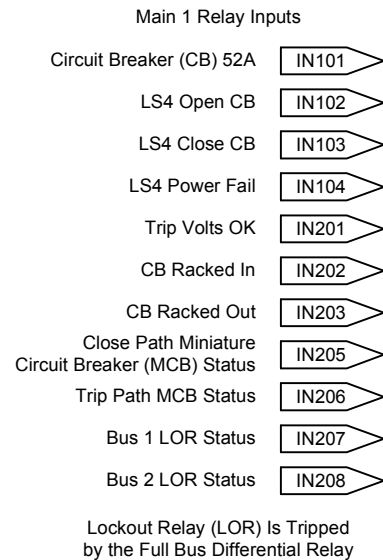 Main 1 Relay Inputs
Circuit Breaker (CB) 52A IN101
LS4 Open CB IN102
LS4 Close CB IN103
LS4 Power Fail IN104
Trip Volts OK IN201
CB Racked In IN202
CB Racked Out IN203
Close Path Miniature
Circuit Breaker (MCB) Status IN205
Trip Path MCB Status IN206
Bus 1 LOR Status IN207
Bus 2 LOR Status IN208
Lockout Relay (LOR) Is Tripped
by the Full Bus Differential Relay